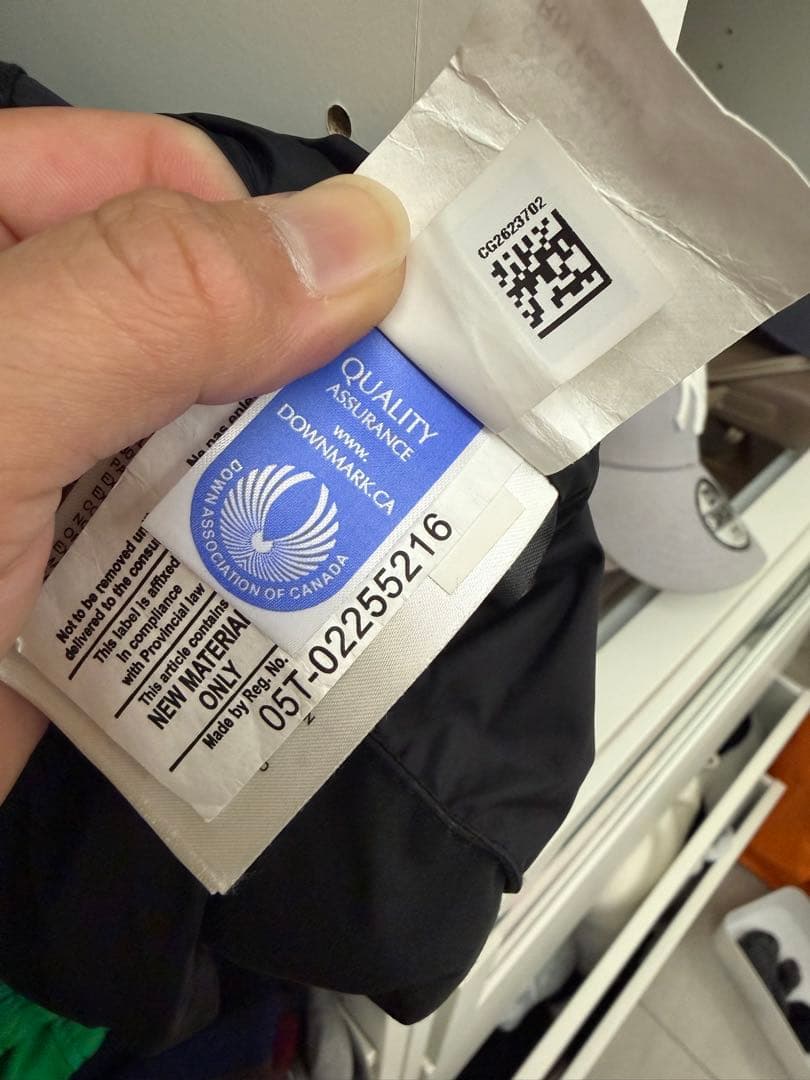 CG2623702
QUALITY
ASSURANCE
www.
DOWNMARK.CA
DOWN ASSOCIATION OF CANADA
05T-02255216
Ne pas
Not to be removed
delivered to the
This label is affixed
in compliance
with Provincial law
This article contains
NEW MATERIAL
ONLY
Made by Reg. No.